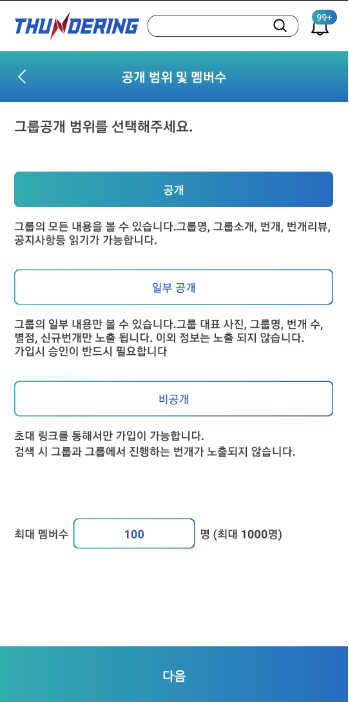 THUNDERING
99+
공개 범위 및 멤버수
그룹공개 범위를 선택해주세요.
공개
그룹의 모든 내용을 볼 수 있습니다.그룹명, 그룹소개, 번개, 번개리뷰,
공지사항등 읽기가 가능합니다.
일부 공개
그룹의 일부 내용만 볼 수 있습니다.그룹 대표 사진, 그룹명, 번개 수,
별점, 신규번개만 노출 됩니다. 이외 정보는 노출 되지 않습니다.
가입시 승인이 반드시 필요합니다
비공개
초대 링크를 통해서만 가입이 가능합니다.
검색 시 그룹과 그룹에서 진행하는 번개가 노출되지 않습니다.
최대 멤버수 100 명 (최대 1000명)
다음